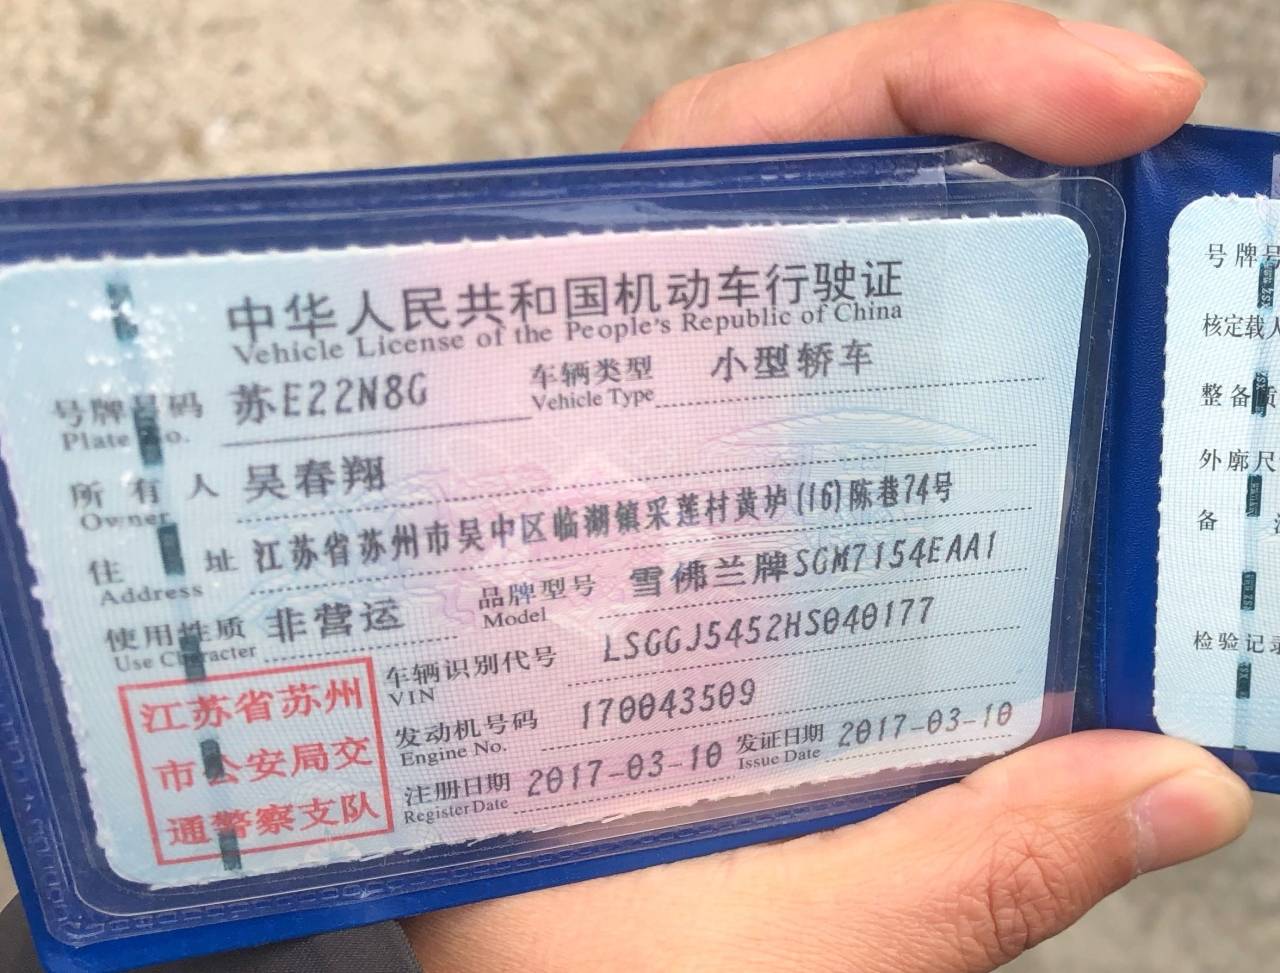 中华人民共和国机动车行驶证
Vehicle License of the People's Republic of China
号牌号码 苏E22N8G 车辆类型 小型轿车
Plate No. Vehicle Type
所有人 吴春翔
Owner
住址 江苏省苏州市吴中区临湖镇采莲村黄垆(16)陈巷74号
Address
使用性质 非营运 品牌型号 雪佛兰牌SGM7154EAA1
Use Character Model
车辆识别代号 LSGGJ5452HS040177
VIN
发动机号码 170043509
Engine No.
注册日期 2017-03-10 发证日期 2017-03-10
Register Date Issue Date
江苏省苏州
市公安局交
通警察支队
号牌号
核定载人
整备质
外廓尺
备
检验记录